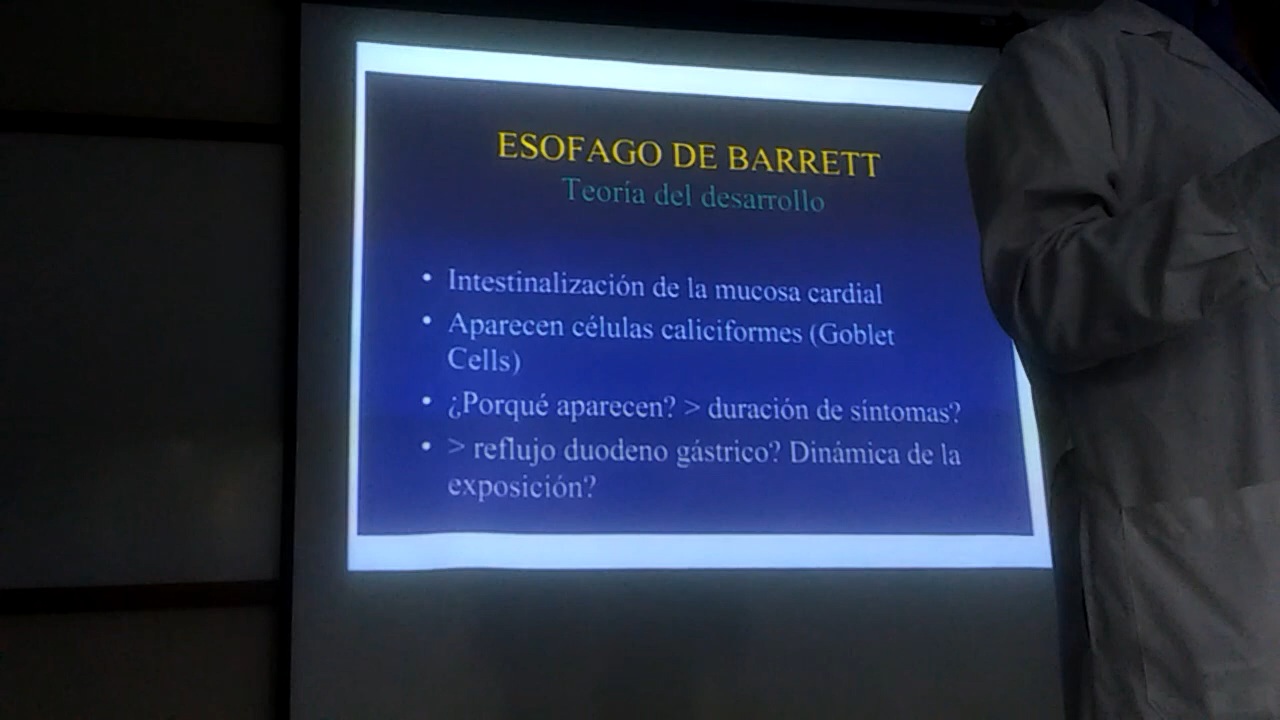 ESOFAGO DE BARRETT
Teoría del desarrollo
• Intestinalización de la mucosa cardial
• Aparecen células caliciformes (Goblet
Cells)
• ¿Porqué aparecen? > duración de síntomas?
• > reflujo duodeno gástrico? Dinámica de la
exposición?